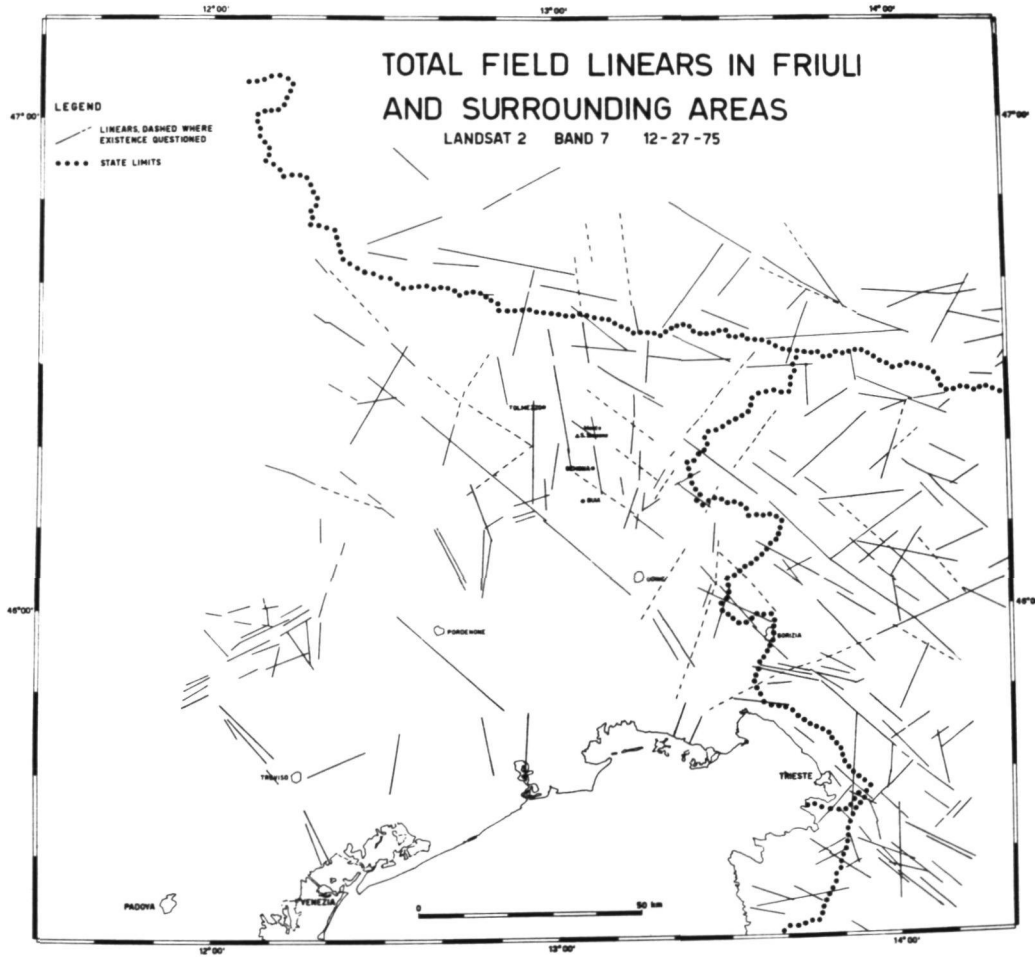 12°00'
13°00'
14°00'
TOTAL FIELD LINEARS IN FRIULI
AND SURROUNDING AREAS
LANDSAT 2 BAND 7 12-27-75
LEGEND
LINEARS, DASHED WHERE
EXISTENCE QUESTIONED
STATE LIMITS
47°00'
47°00'
TOLMEZZO
GEMONA
BUIA
UDINE
46°00'
46°0
PORDENONE
GORIZIA
TREVISO
TRIESTE
PADOVA
VENEZIA
0
50 km
12°00'
13°00'
14°00'